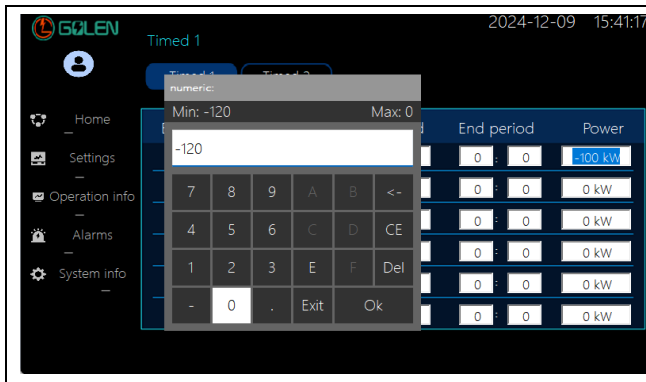 GSLEN
2024-12-09 15:41:17
Timed 1
numeric:
Min: -120 Max: 0
-120
7 8 9 A B <-
4 5 6 C D CE
1 2 3 E F Del
- 0 . Exit Ok
Home
Settings
Operation info
Alarms
System info
End period Power
0 : 0 -100 kW
0 : 0 0 kW
0 : 0 0 kW
0 : 0 0 kW
0 : 0 0 kW
0 : 0 0 kW